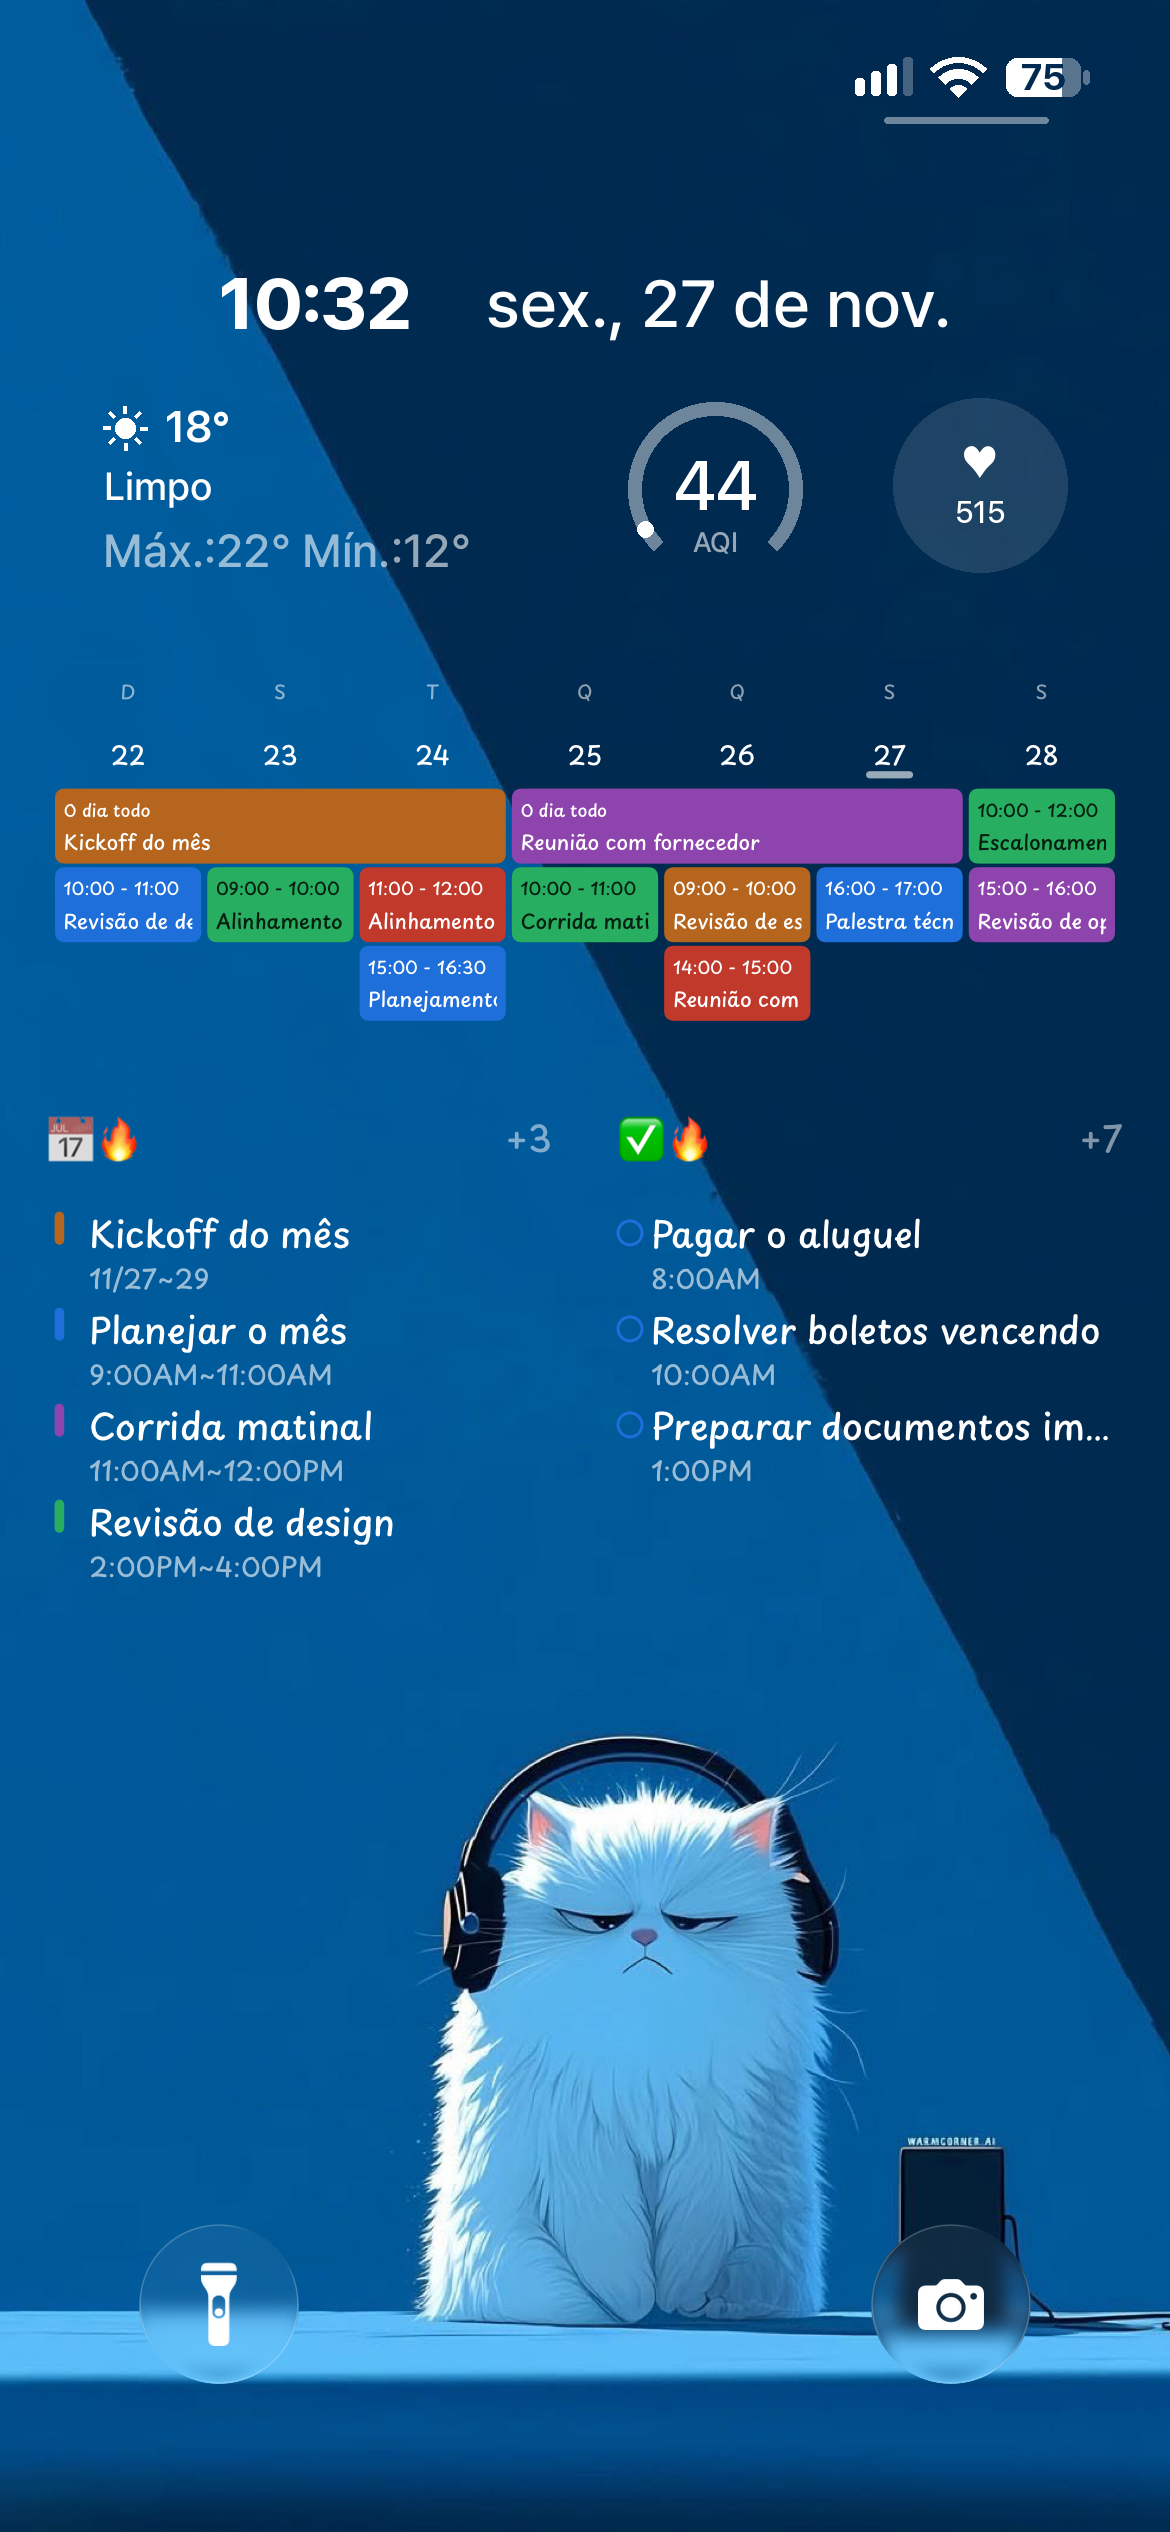 75
10:32 sex., 27 de nov.
18°
Limpo
Máx.:22° Mín.:12°
44
AQI
515
D S T Q Q S S
22 23 24 25 26 27 28
O dia todo
Kickoff do mês
O dia todo
Reunião com fornecedor
10:00 - 12:00
Escalonamen
10:00 - 11:00
Revisão de de
09:00 - 10:00
Alinhamento
11:00 - 12:00
Alinhamento
10:00 - 11:00
Corrida mati
09:00 - 10:00
Revisão de es
16:00 - 17:00
Palestra técn
15:00 - 16:00
Revisão de op
15:00 - 16:30
Planejamento
14:00 - 15:00
Reunião com
JUL
17
+3
Kickoff do mês
11/27~29
Planejar o mês
9:00AM~11:00AM
Corrida matinal
11:00AM~12:00PM
Revisão de design
2:00PM~4:00PM
+7
Pagar o aluguel
8:00AM
Resolver boletos vencendo
10:00AM
Preparar documentos im...
1:00PM
WARMCORNER.AI